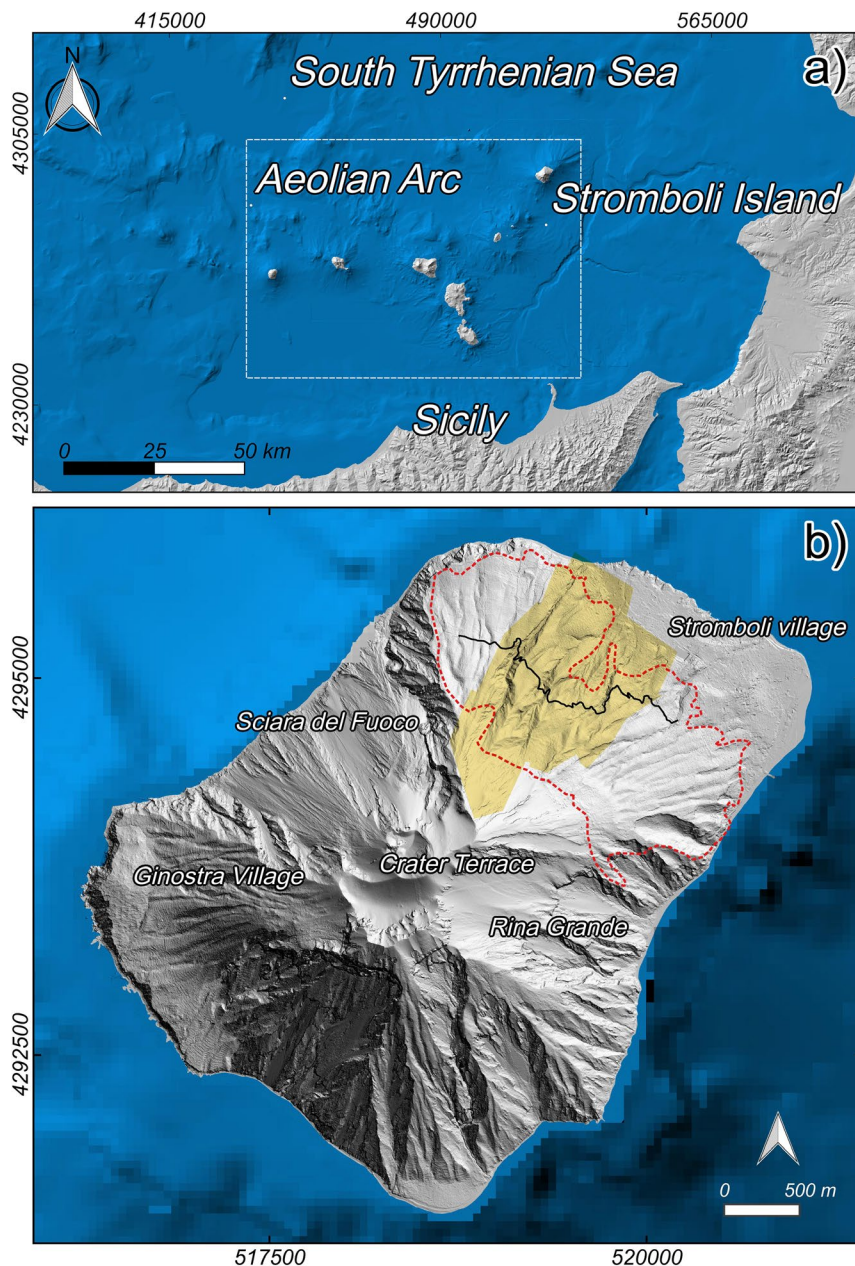 415000 490000 565000
a)
N
South Tyrrhenian Sea
4305000
Aeolian Arc
Stromboli Island
4230000
Sicily
0 25 50 km
b)
Stromboli village
4295000
Sciara del Fuoco
Crater Terrace
Ginostra Village
Rina Grande
4292500
0 500 m
517500 520000